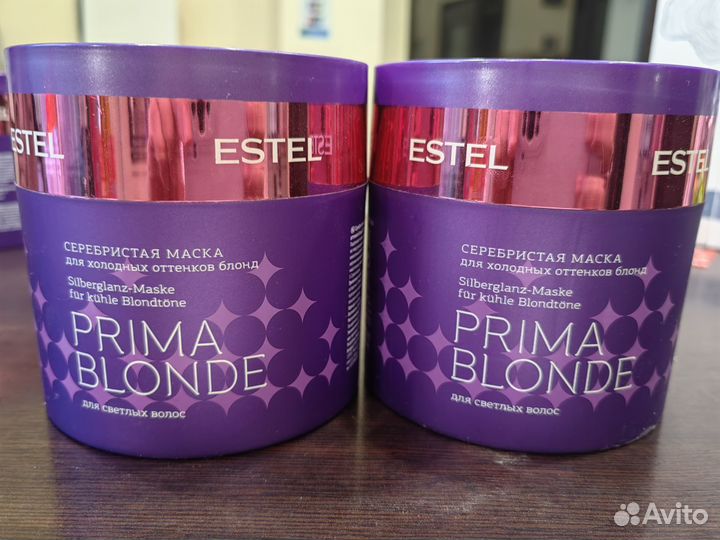 ESTEL
ESTEL
СЕРЕБРИСТАЯ МАСКА
для холодных оттенков блонд
Silberglanz-Maske
für kühle Blondtöne
PRIMA
BLONDE
для светлых волос
ESTEL
ESTEL
СЕРЕБРИСТАЯ МАСКА
для холодных оттенков блонд
Silberglanz-Maske
für kühle Blondtöne
PRIMA
BLONDE
для светлых волос
Avito